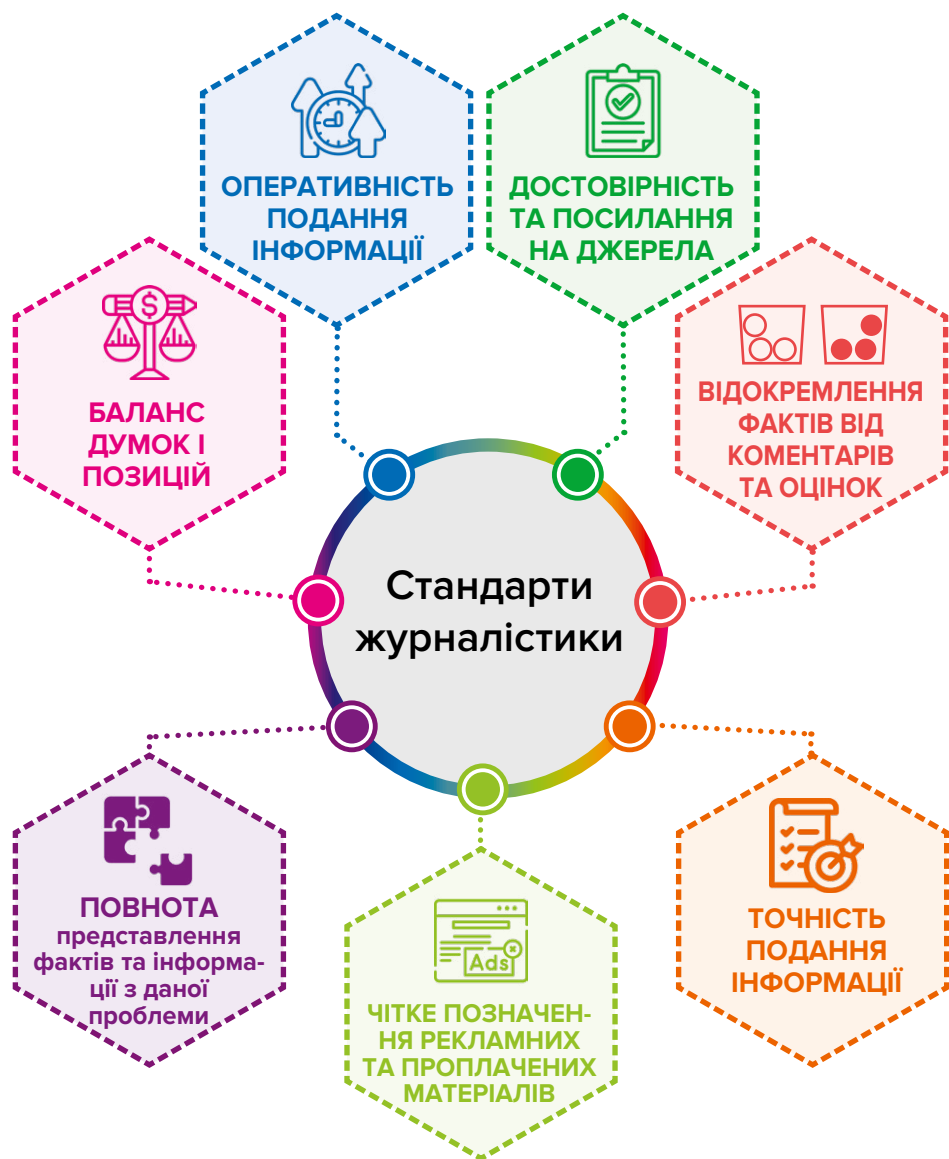 ОПЕРАТИВНІСТЬ
ПОДАННЯ
ІНФОРМАЦІЇ
ДОСТОВІРНІСТЬ
ТА ПОСИЛАННЯ
НА ДЖЕРЕЛА
$
БАЛАНС
ДУМОК І
ПОЗИЦІЙ
ВІДОКРЕМЛЕННЯ
ФАКТІВ ВІД
КОМЕНТАРІВ
ТА ОЦІНОК
Стандарти
журналістики
ПОВНОТА
представлення
фактів та інформа-
ції з даної
проблеми
Ads
ЧІТКЕ ПОЗНАЧЕН-
НЯ РЕКЛАМНИХ
ТА ПРОПЛАЧЕНИХ
МАТЕРІАЛІВ
ТОЧНІСТЬ
ПОДАННЯ
ІНФОРМАЦІЇ